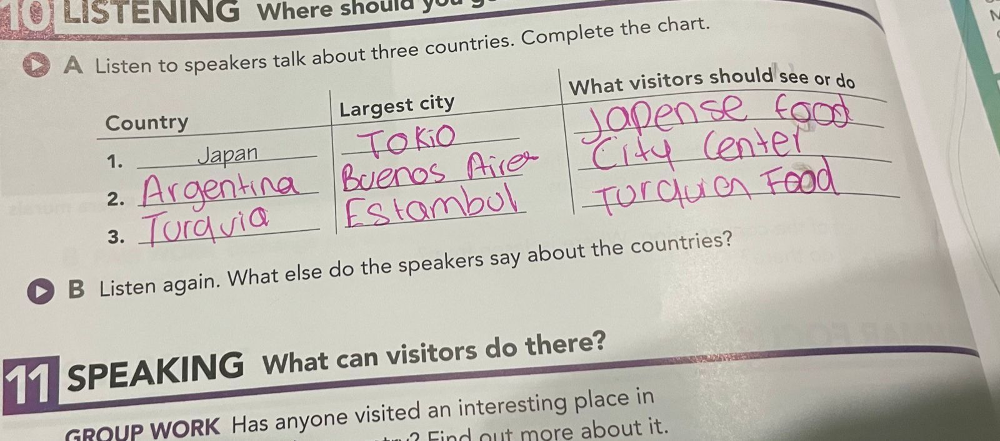 10 LISTENING Where should you g
A Listen to speakers talk about three countries. Complete the chart.
Country Largest city What visitors should see or do
1. Japan Tokio Japense food
2. Argentina Buenos Aires City Center
3. Turquia Estambul Turquian Food
B Listen again. What else do the speakers say about the countries?
11 SPEAKING What can visitors do there?
GROUP WORK Has anyone visited an interesting place in
? Find out more about it.